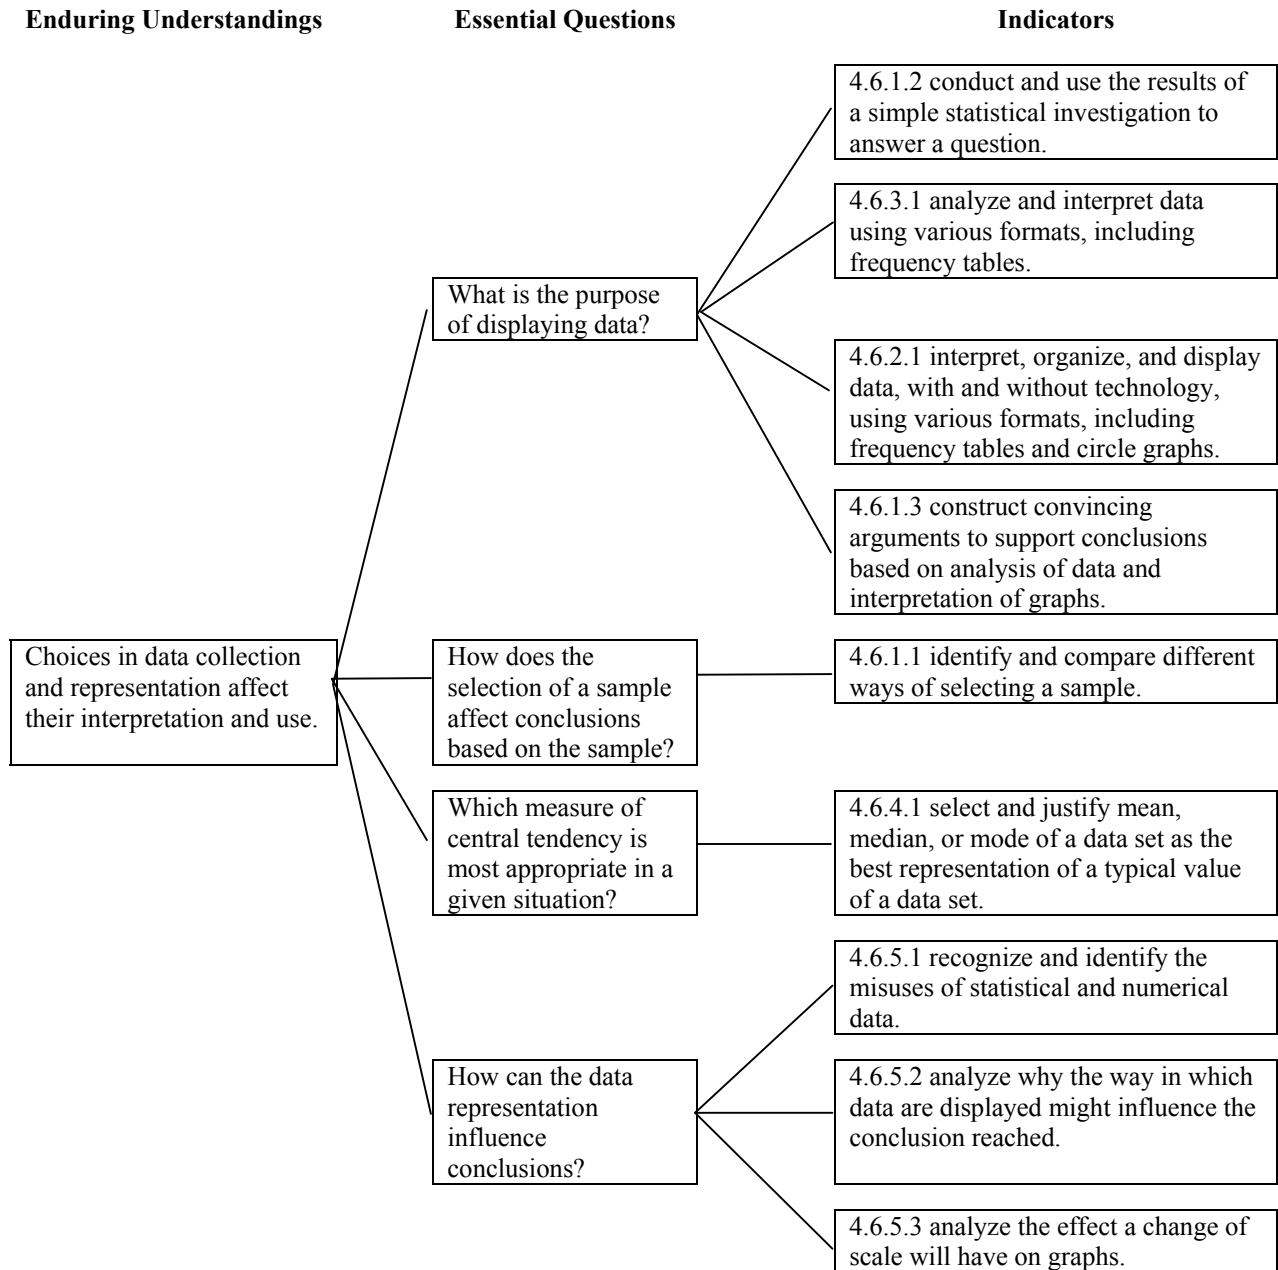 Enduring Understandings
Essential Questions
Indicators
4.6.1.2 conduct and use the results of
a simple statistical investigation to
answer a question.
4.6.3.1 analyze and interpret data
using various formats, including
frequency tables.
What is the purpose
of displaying data?
4.6.2.1 interpret, organize, and display
data, with and without technology,
using various formats, including
frequency tables and circle graphs.
4.6.1.3 construct convincing
arguments to support conclusions
based on analysis of data and
interpretation of graphs.
Choices in data collection
and representation affect
their interpretation and use.
How does the
selection of a sample
affect conclusions
based on the sample?
4.6.1.1 identify and compare different
ways of selecting a sample.
Which measure of
central tendency is
most appropriate in a
given situation?
4.6.4.1 select and justify mean,
median, or mode of a data set as the
best representation of a typical value
of a data set.
4.6.5.1 recognize and identify the
misuses of statistical and numerical
data.
How can the data
representation
influence
conclusions?
4.6.5.2 analyze why the way in which
data are displayed might influence the
conclusion reached.
4.6.5.3 analyze the effect a change of
scale will have on graphs.